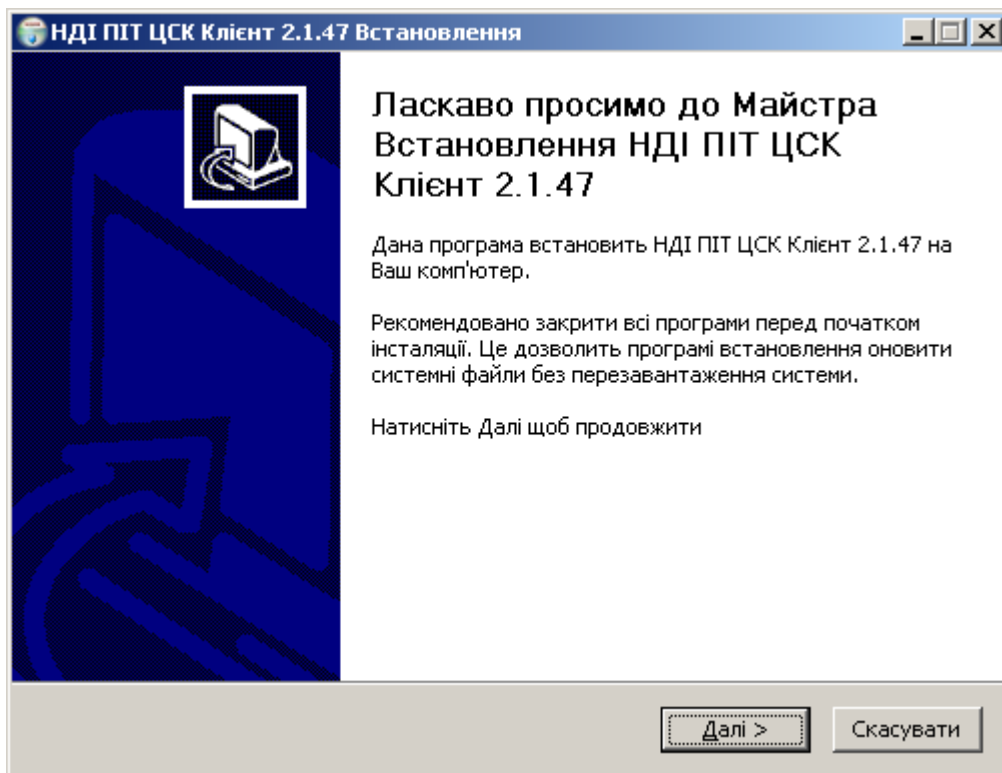 НДІ ПІТ ЦСК Клієнт 2.1.47 Встановлення
Ласкаво просимо до Майстра
Встановлення НДІ ПІТ ЦСК
Клієнт 2.1.47
Дана програма встановить НДІ ПІТ ЦСК Клієнт 2.1.47 на
Ваш комп'ютер.
Рекомендовано закрити всі програми перед початком
інсталяції. Це дозволить програмі встановлення оновити
системні файли без перезавантаження системи.
Натисніть Далі щоб продовжити
Далі >
Скасувати